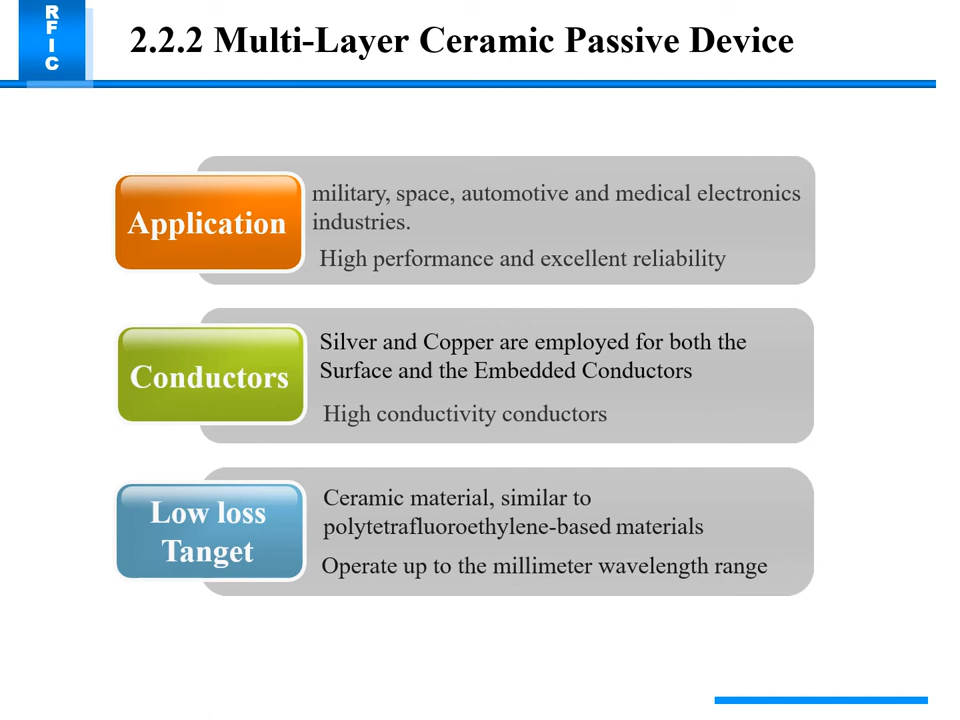 RFIC
2.2.2 Multi-Layer Ceramic Passive Device
Application
military, space, automotive and medical electronics
industries.
High performance and excellent reliability
Conductors
Silver and Copper are employed for both the
Surface and the Embedded Conductors
High conductivity conductors
Low loss
Tanget
Ceramic material, similar to
polytetrafluoroethylene-based materials
Operate up to the millimeter wavelength range